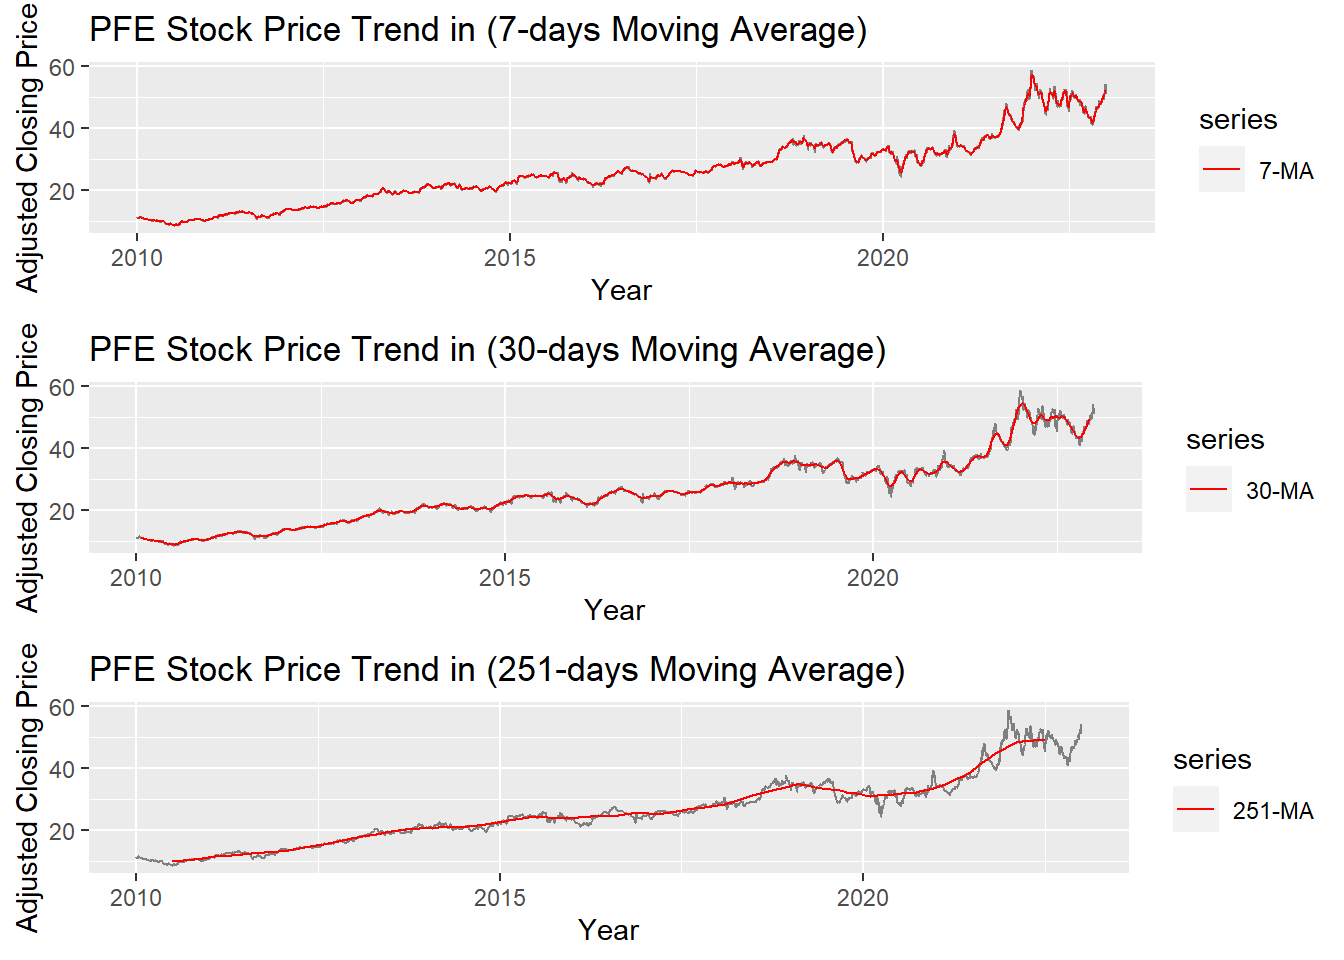 PFE Stock Price Trend in (7-days Moving Average)
Adjusted Closing Price
60
40
20
2010 2015 2020
Year
series
7-MA
PFE Stock Price Trend in (30-days Moving Average)
Adjusted Closing Price
60
40
20
2010 2015 2020
Year
series
30-MA
PFE Stock Price Trend in (251-days Moving Average)
Adjusted Closing Price
60
40
20
2010 2015 2020
Year
series
251-MA